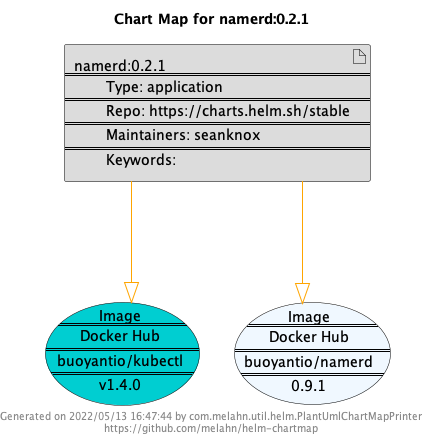 Chart Map for namerd:0.2.1
namerd:0.2.1
Type: application
Repo: https://charts.helm.sh/stable
Maintainers: seanknox
Keywords:
Image
Docker Hub
buoyantio/kubectl
v1.4.0
Image
Docker Hub
buoyantio/namerd
0.9.1
Generated on 2022/05/13 16:47:44 by com.melahn.util.helm.PlantUmlChartMapPrinter
https://github.com/melahn/helm-chartmap